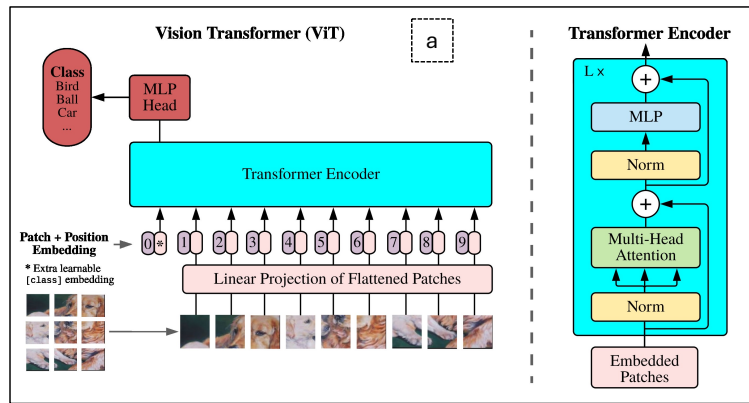 Vision Transformer (ViT)
a
Transformer Encoder
Class
Bird
Ball
Car
...
MLP
Head
Transformer Encoder
Patch + Position
Embedding
0 * 1 2 3 4 5 6 7 8 9
* Extra learnable
[class] embedding
Linear Projection of Flattened Patches
L x
+
MLP
Norm
+
Multi-Head
Attention
Norm
Embedded
Patches